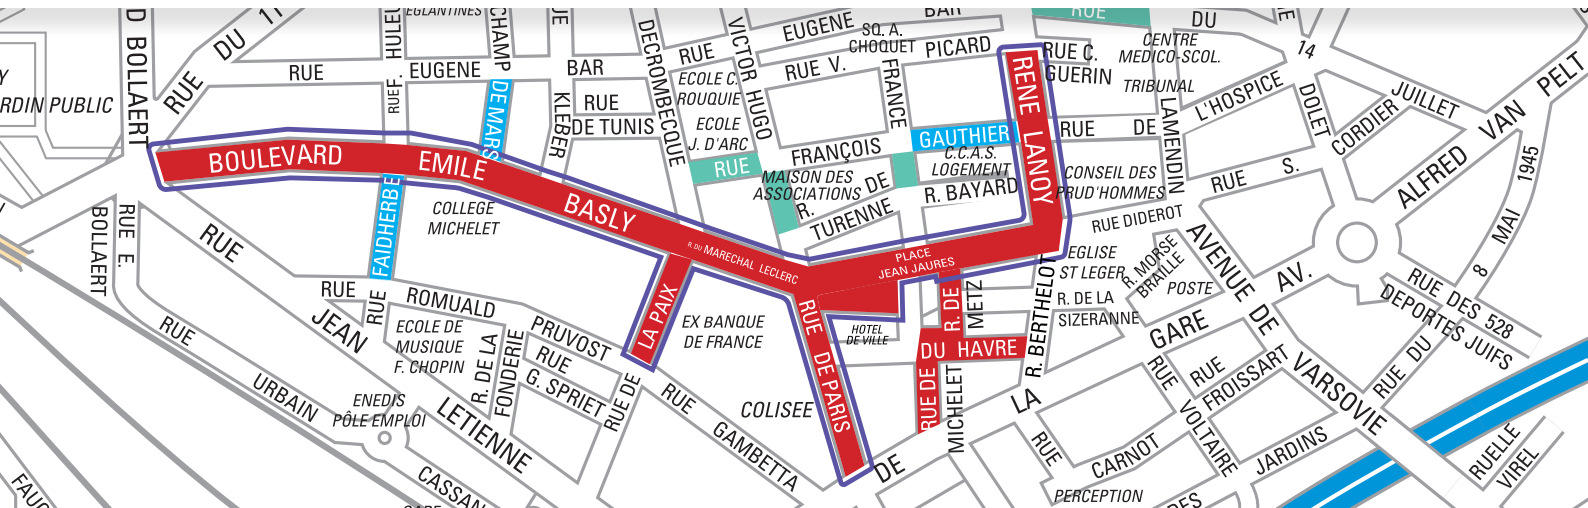 EGLANTINES
BAR
RUE
DU
D BOLLAERT
RUE DU 11
CHAMP DE MARS
RUE EUGENE
SQ. A.
CHOQUET
RUE V. PICARD
RUE C.
GUERIN
CENTRE
MEDICO-SOL.
TRIBUNAL
14 JUILLET
RUE EUGENE BAR
DECROMBECQUE
VICTOR HUGO
ECOLE C.
ROUQUIE
ECOLE
J. D'ARC
FRANCE
RENE LANOY
L'HOSPICE
DOLET
CORDIER
ALFRED VAN PELT
RDIN PUBLIC
RUE
DE TUNIS
KLEBER
GAUTHIER
RUE DE
LAMENDIN
BOULEVARD EMILE BASLY
RUE
FRANÇOIS
C.C.A.S.
LOGEMENT
MAISON DES
ASSOCIATIONS
R. DE
TURENNE
R. BAYARD
CONSEIL DES
PRUD'HOMMES
RUE S.
RUE DIDEROT
FAIDHERBE
COLLEGE
MICHELET
RUE E.
BOLLAERT
RUE JEAN LETIENNE
R. DU MARECHAL LECLERC
PLACE
JEAN JAURES
EGLISE
ST LEGER
R. MORSE
BRAILLE
POSTE
AVENUE DE VARSOVIE
AV.
8 MAI 1945
RUE DES 528
DEPORTES JUIFS
RUE
RUE
ROMUALD PRUVOST
LA PAIX
EX BANQUE
DE FRANCE
RUE DE PARIS
HOTEL
DE VILLE
R. DE
METZ
R. BERTHELOT
R. DE LA
SIZERANNE
DE LA GARE
RUE URBAIN CASSAN
ECOLE DE
MUSIQUE
F. CHOPIN
R. DE LA
FONDERIE
RUE
G. SPRIET
RUE DE
DU HAVRE
RUE DE
MICHELET
RUE
FROISSART
RUE DU
ENEDIS
PÔLE EMPLOI
RUE GAMBETTA
COLISEE
RUE CARNOT
RUE VOLTAIRE
JARDINS
RUELLE
VIREL
PERCEPTION
FAUC